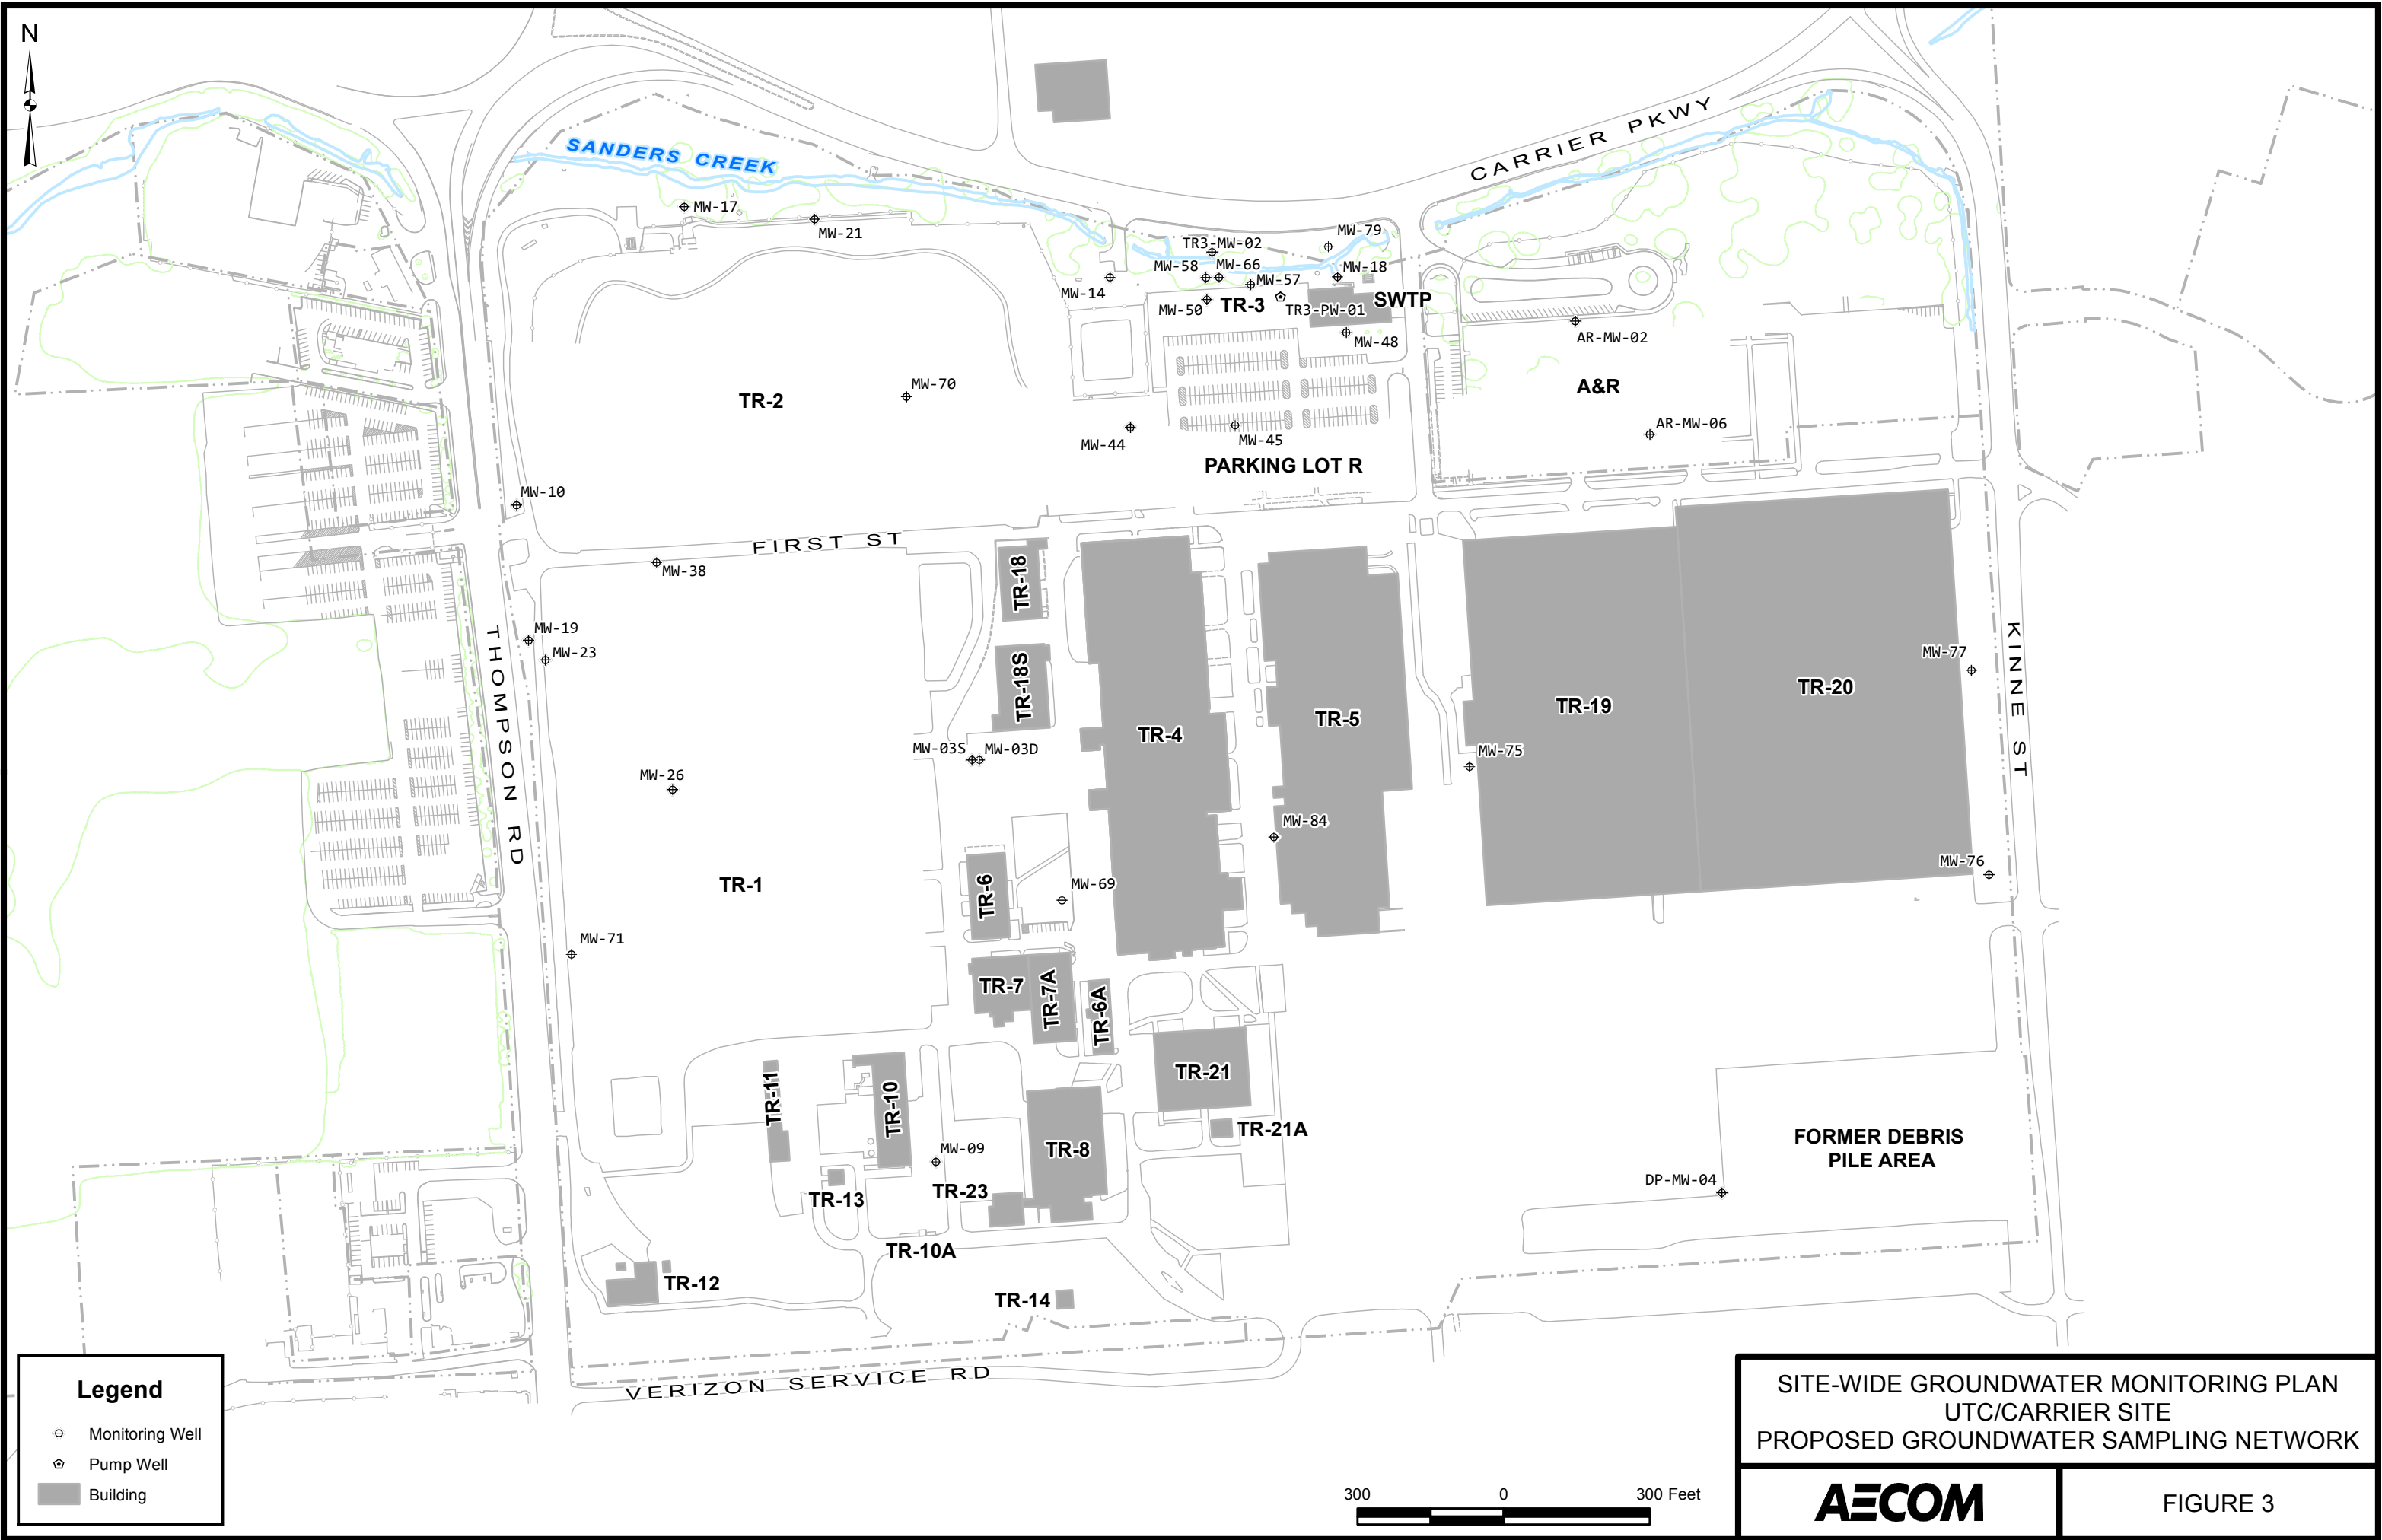 N
CARRIER PKWY
SANDERS CREEK
MW-17
MW-21
MW-79
TR3-MW-02
MW-58
MW-66
MW-18
MW-57
MW-14
MW-50
TR-3
TR3-PW-01
SWTP
MW-48
AR-MW-02
A&R
TR-2
MW-70
MW-44
MW-45
AR-MW-06
PARKING LOT R
MW-10
FIRST ST
MW-38
TR-18
THOMPSON RD
MW-19
MW-23
TR-18S
KINNE ST
MW-77
TR-4
TR-5
TR-19
TR-20
MW-03S
MW-03D
MW-75
MW-26
MW-84
MW-76
TR-1
TR-6
MW-69
MW-71
TR-7
TR-7A
TR-6A
TR-21
TR-11
TR-10
TR-21A
TR-8
MW-09
FORMER DEBRIS
PILE AREA
DP-MW-04
TR-13
TR-23
TR-10A
TR-12
TR-14
VERIZON SERVICE RD
Legend
Monitoring Well
Pump Well
Building
300 0 300 Feet
SITE-WIDE GROUNDWATER MONITORING PLAN
UTC/CARRIER SITE
PROPOSED GROUNDWATER SAMPLING NETWORK
AECOM
FIGURE 3